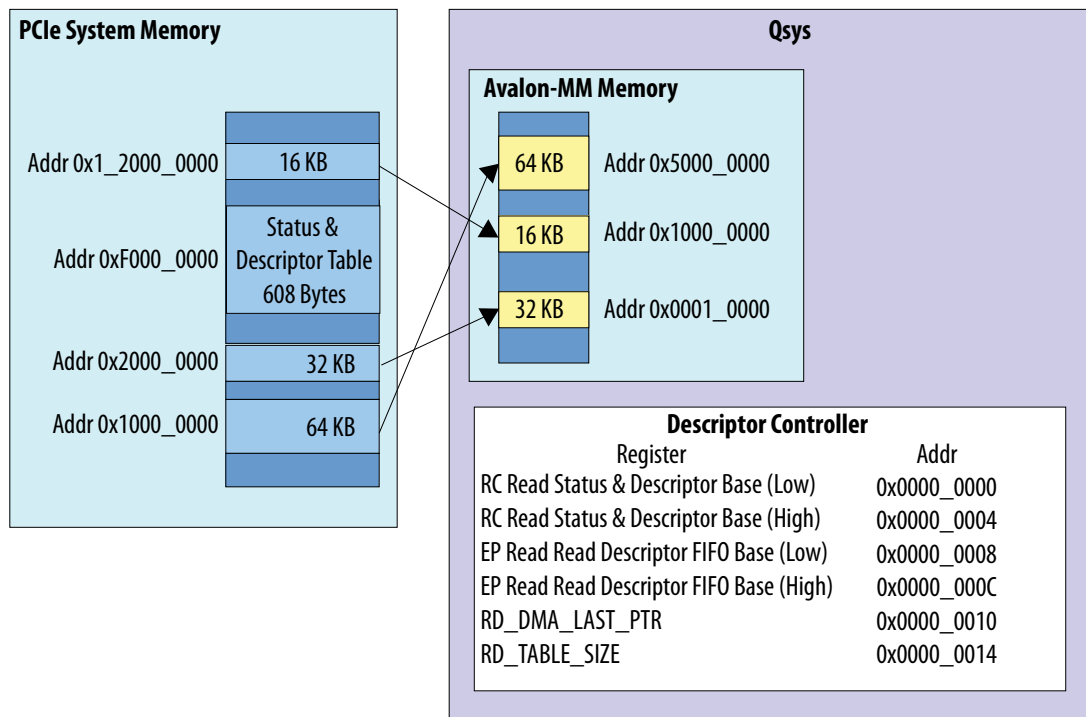 PCIe System Memory
Addr 0x1_2000_0000
16 KB
Addr 0xF000_0000
Status &
Descriptor Table
608 Bytes
Addr 0x2000_0000
32 KB
Addr 0x1000_0000
64 KB
Qsys
Avalon-MM Memory
64 KB Addr 0x5000_0000
16 KB Addr 0x1000_0000
32 KB Addr 0x0001_0000
Descriptor Controller
Register Addr
RC Read Status & Descriptor Base (Low) 0x0000_0000
RC Read Status & Descriptor Base (High) 0x0000_0004
EP Read Read Descriptor FIFO Base (Low) 0x0000_0008
EP Read Read Descriptor FIFO Base (High) 0x0000_000C
RD_DMA_LAST_PTR 0x0000_0010
RD_TABLE_SIZE 0x0000_0014